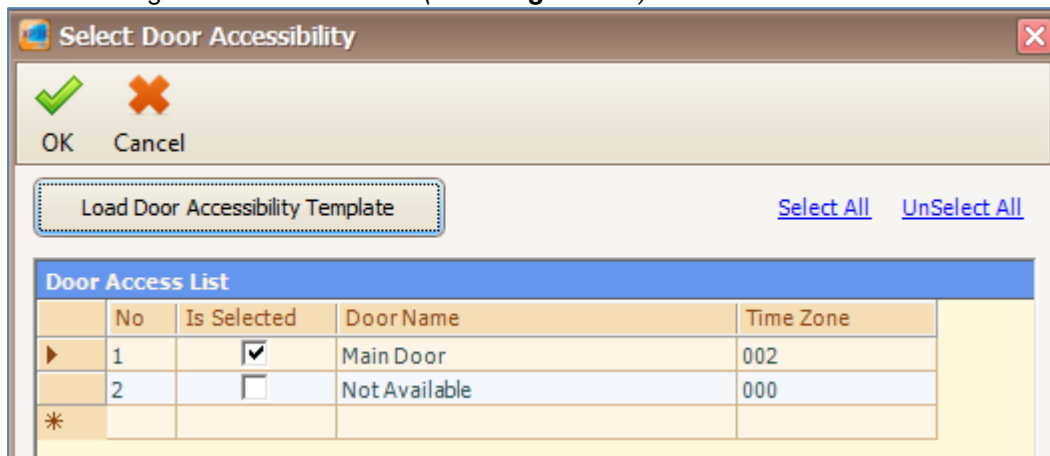 Select Door Accessibility
OK Cancel
Load Door Accessibility Template Select All UnSelect All
Door Access List
No Is Selected Door Name Time Zone
1 Main Door 002
2 Not Available 000